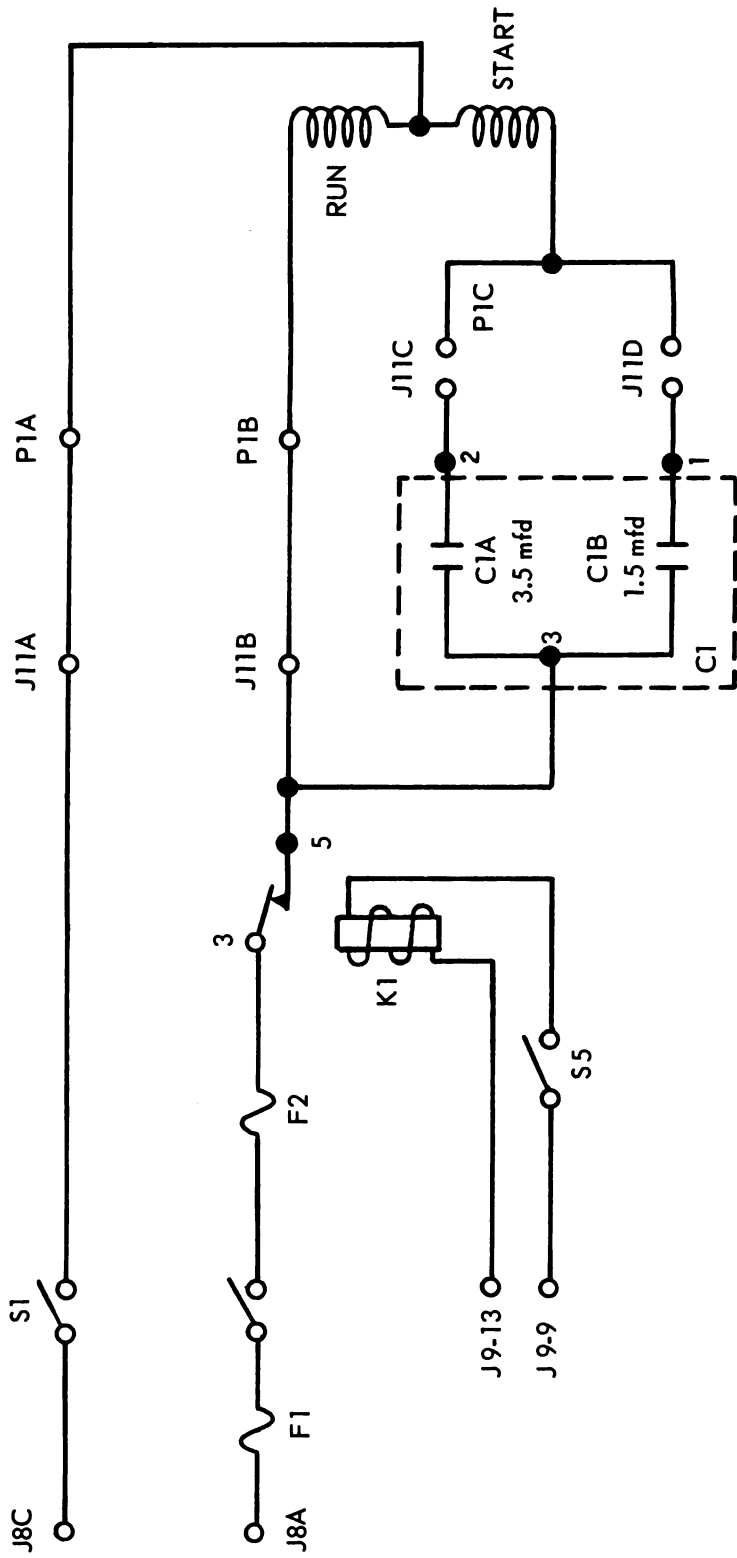 J8C
S1
J11A
P1A
J8A
F1
F2
3
5
J11B
P1B
RUN
START
K1
J9-13
J9-9
S5
C1A
3.5 mfd
2
J11C
P1C
3
C1B
1.5 mfd
1
J11D
C1